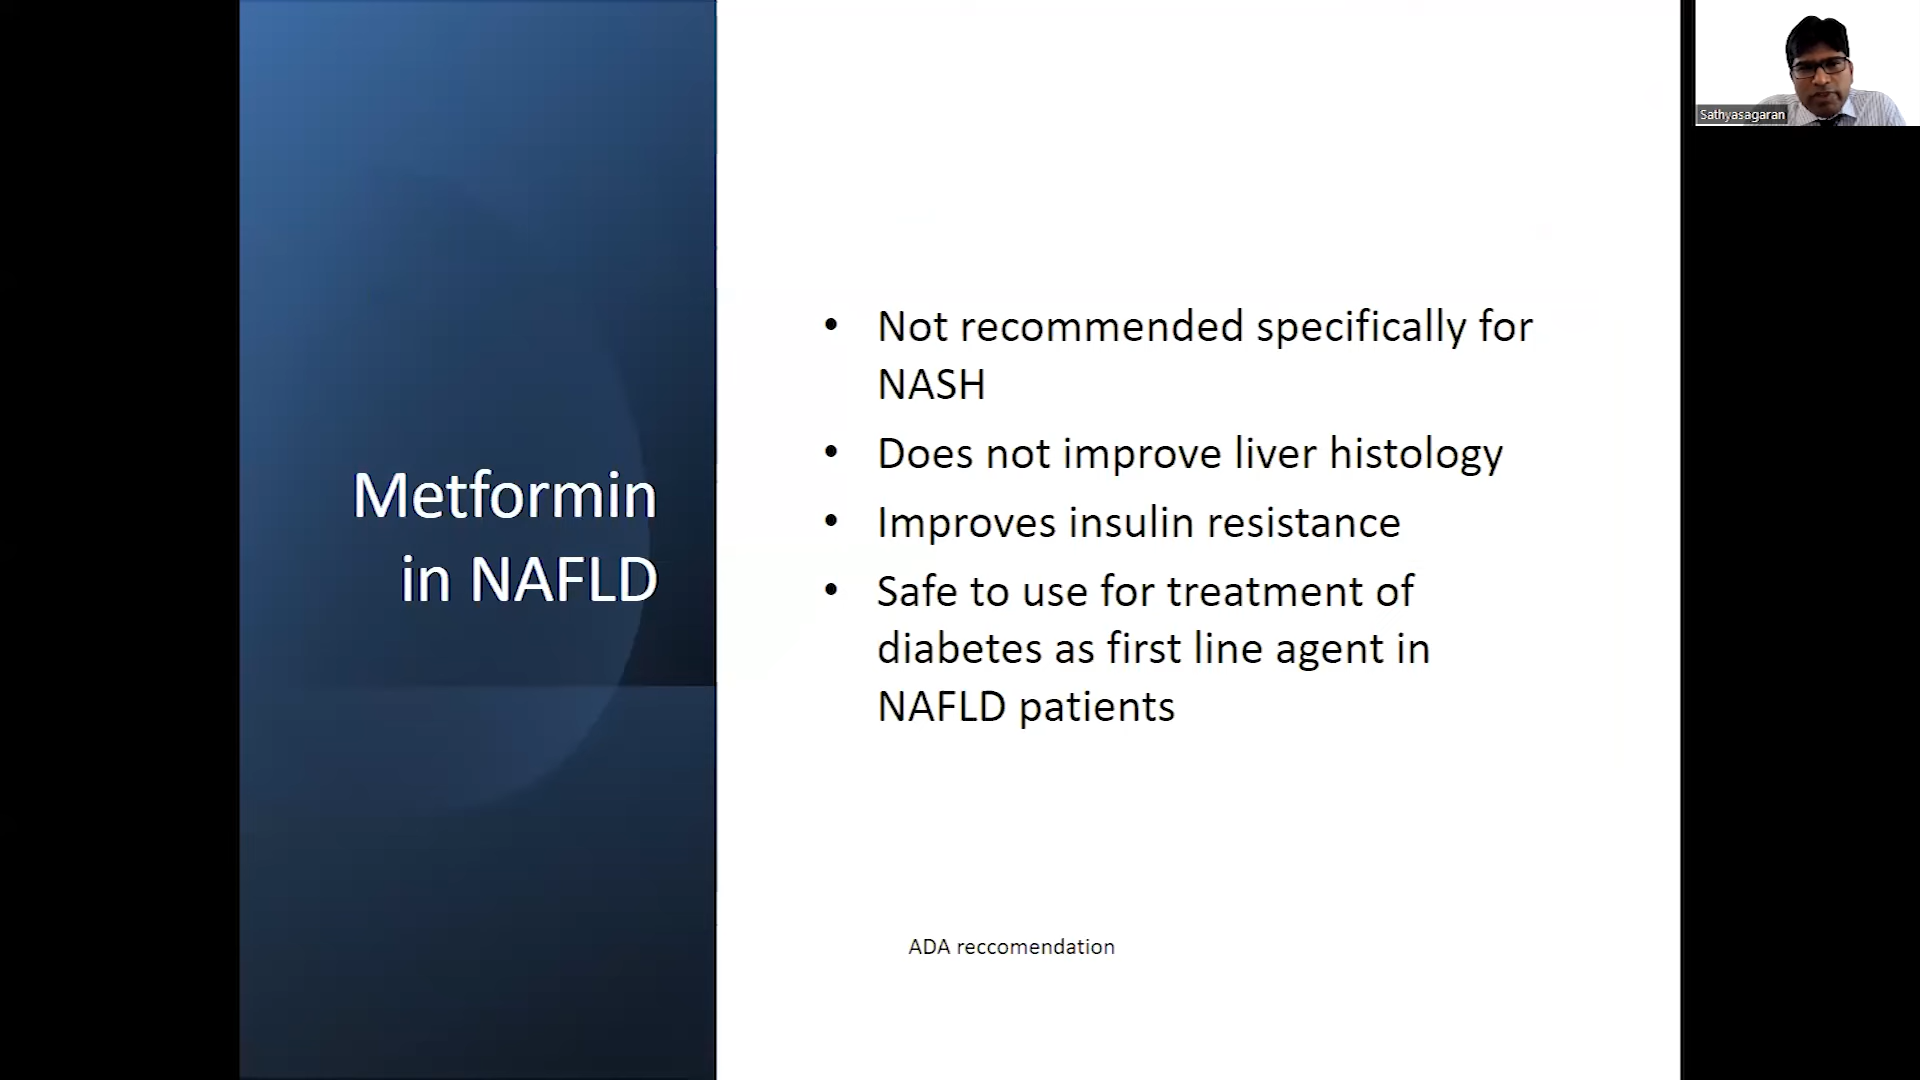 Metformin
in NAFLD
• Not recommended specifically for
NASH
• Does not improve liver histology
• Improves insulin resistance
• Safe to use for treatment of
diabetes as first line agent in
NAFLD patients
ADA reccomendation
Sathyasagaran